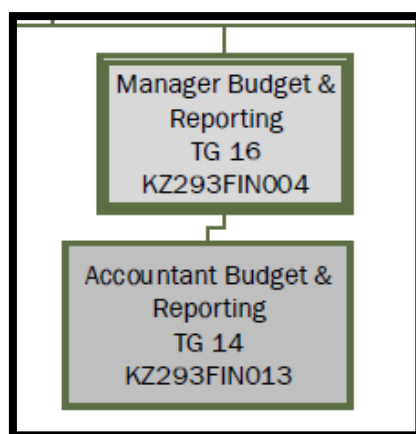 Manager Budget &
Reporting
TG 16
KZ293FIN004
Accountant Budget &
Reporting
TG 14
KZ293FIN013